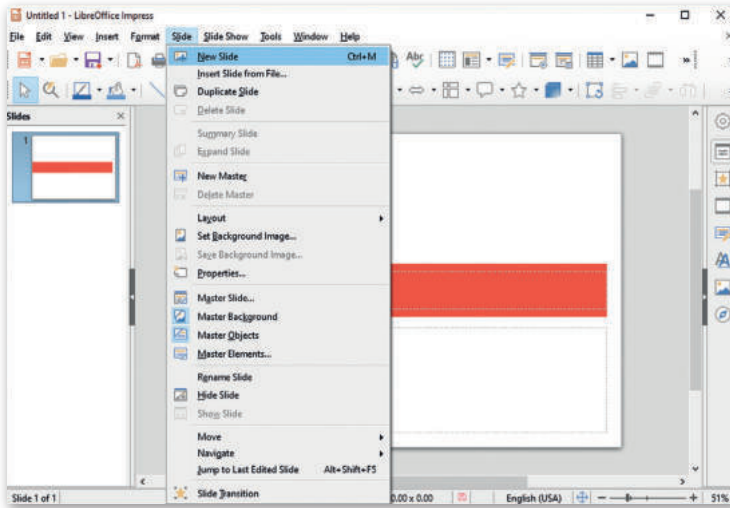 Untitled 1 - LibreOffice Impress
File Edit View Insert Format Slide Slide Show Tools Window Help
Slides
1
New Slide Ctrl+M
Insert Slide from File...
Duplicate Slide
Delete Slide
Summary Slide
Expand Slide
New Master
Delete Master
Layout
Set Background Image...
Save Background Image...
Properties...
Master Slide...
Master Background
Master Objects
Master Elements...
Rename Slide
Hide Slide
Show Slide
Move
Navigate
Jump to Last Edited Slide Alt+Shift+F5
Slide Transition
Slide 1 of 1 0.00 x 0.00 English (USA) 51%